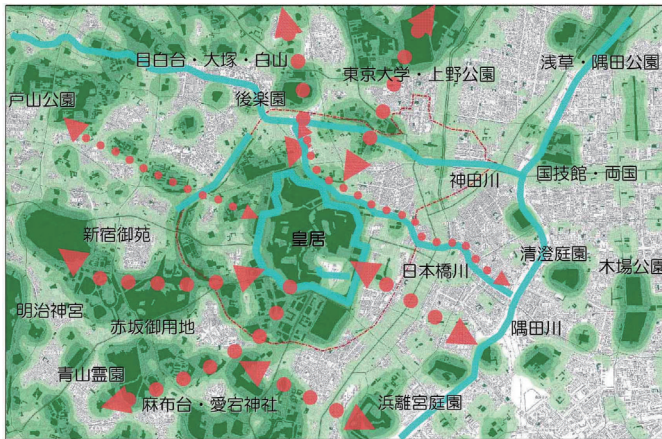 目白台・大塚・白山
東京大学・上野公園
浅草・隅田公園
戸山公園
後楽園
神田川
国技館・両国
新宿御苑
皇居
日本橋川
清澄庭園
木場公園
明治神宮
赤坂御用地
隅田川
青山霊園
麻布台・愛宕神社
浜離宮庭園